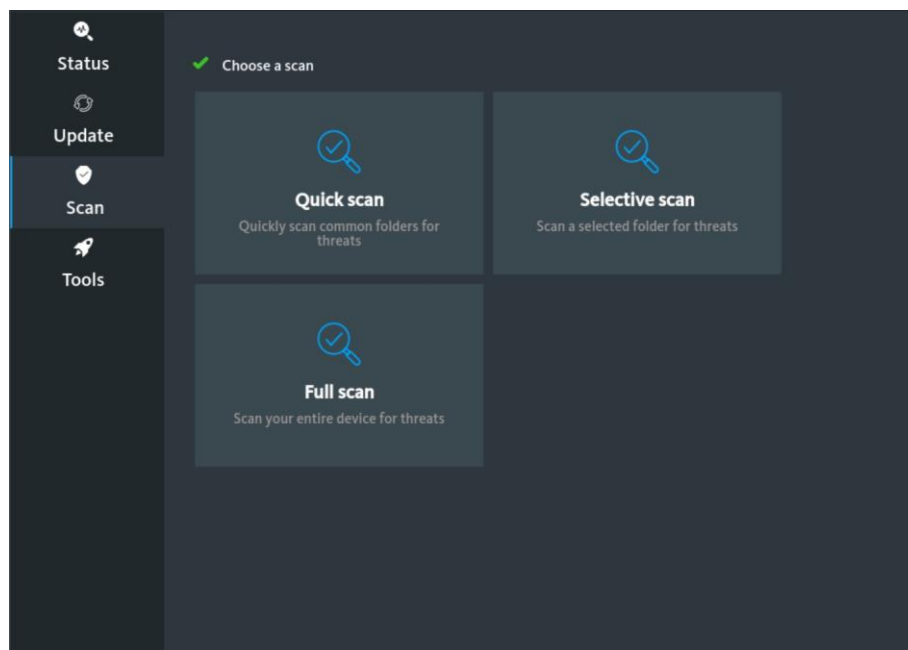 Status
Update
Scan
Tools
Choose a scan
Quick scan
Quickly scan common folders for
threats
Selective scan
Scan a selected folder for threats
Full scan
Scan your entire device for threats